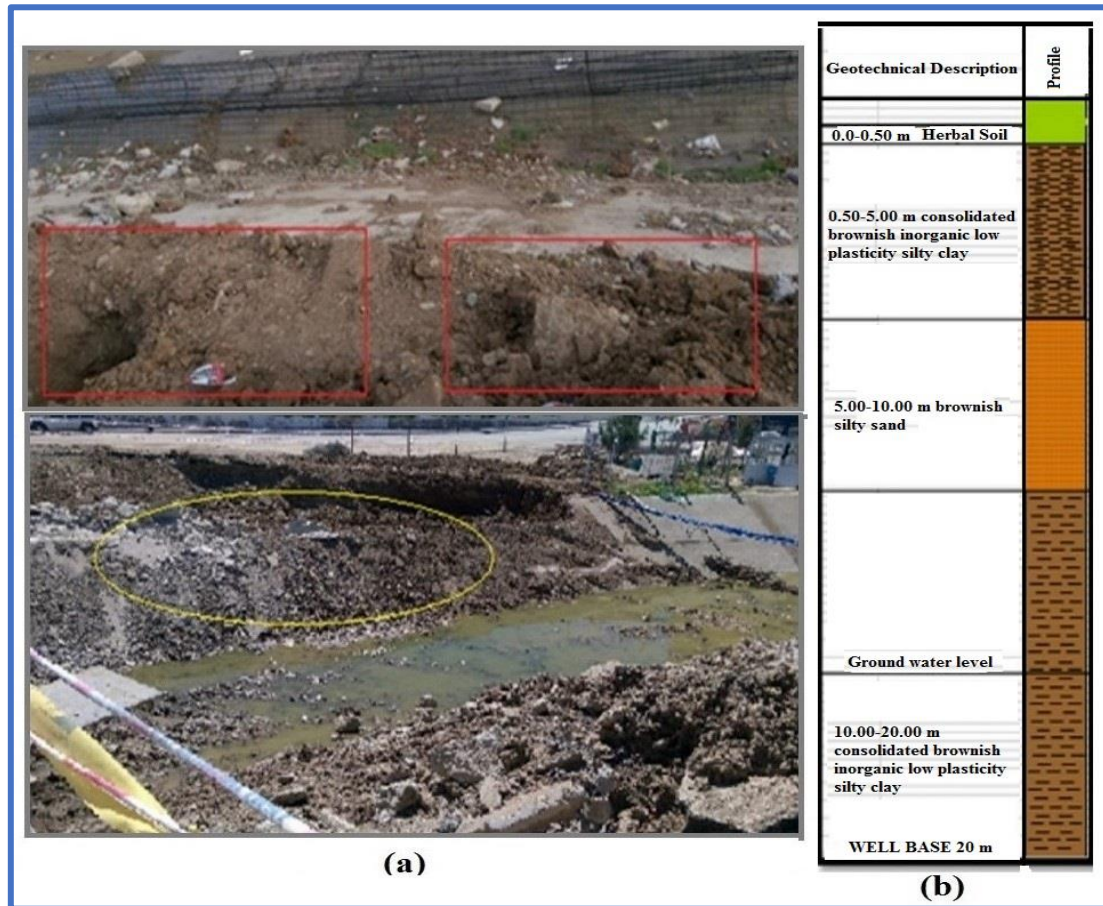 Geotechnical Description
Profile
0.0-0.50 m Herbal Soil
0.50-5.00 m consolidated
brownish inorganic low
plasticity silty clay
5.00-10.00 m brownish
silty sand
Ground water level
10.00-20.00 m
consolidated brownish
inorganic low plasticity
silty clay
WELL BASE 20 m
(a)
(b)